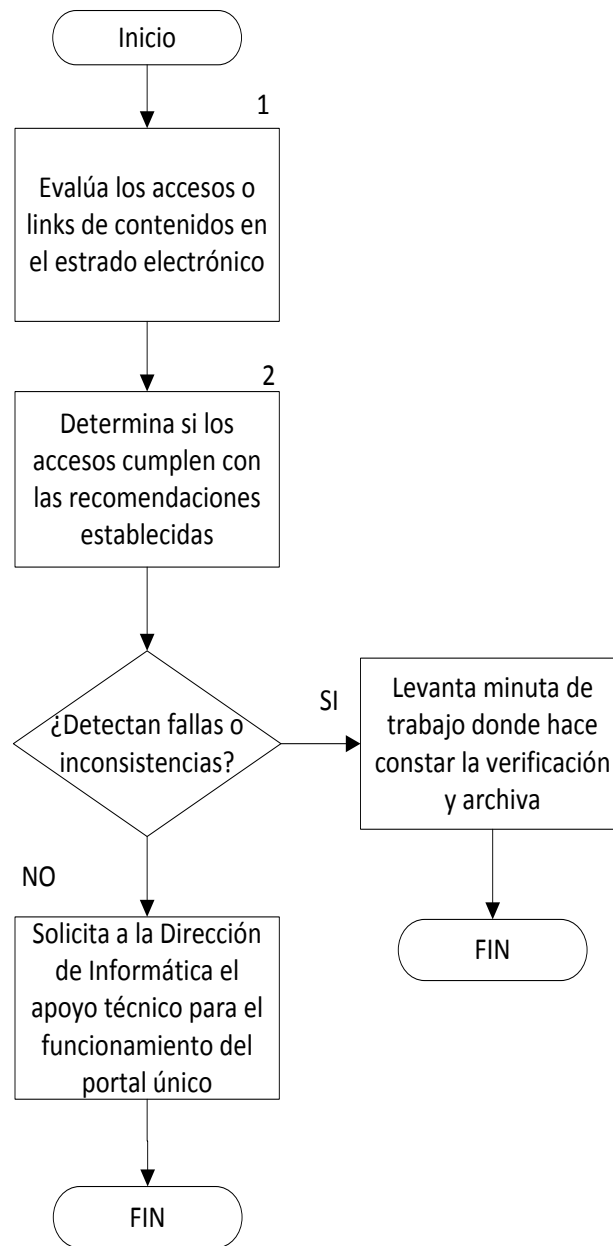 Inicio
1
Evalúa los accesos o
links de contenidos en
el estrado electrónico
2
Determina si los
accesos cumplen con
las recomendaciones
establecidas
¿Detectan fallas o
inconsistencias?
SI
Levanta minuta de
trabajo donde hace
constar la verificación
y archiva
FIN
NO
Solicita a la Dirección
de Informática el
apoyo técnico para el
funcionamiento del
portal único
FIN